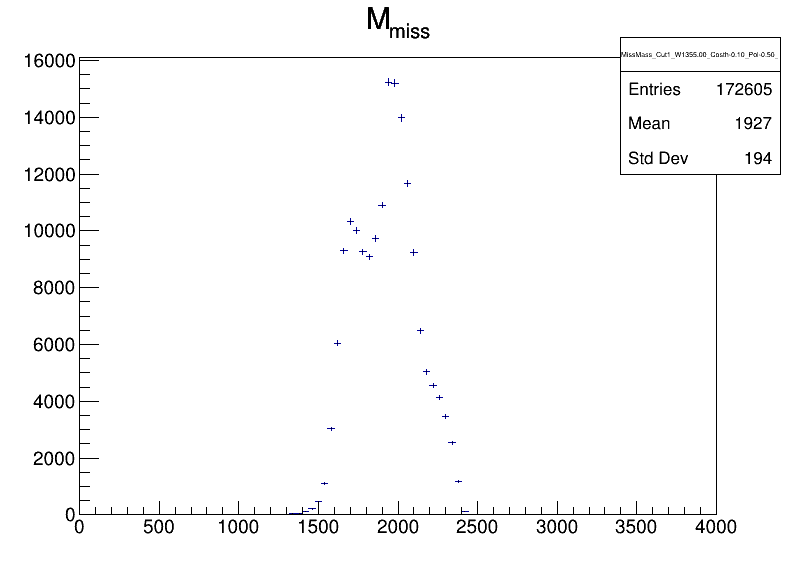 M_miss
MissMass_Cut1_W1355.00_Costh-0.10_Pol-0.50_
Entries 172605
Mean 1927
Std Dev 194
16000
14000
12000
10000
8000
6000
4000
2000
0
0 500 1000 1500 2000 2500 3000 3500 4000